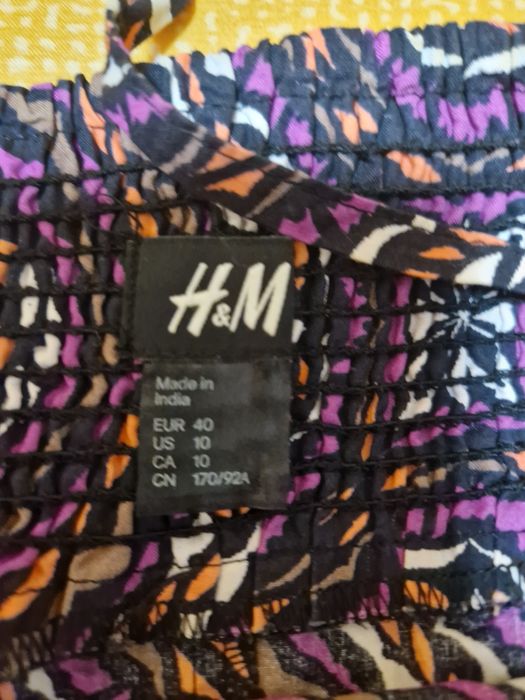 H&M
Made in
India
EUR 40
US 10
CA 10
CN 170/92A